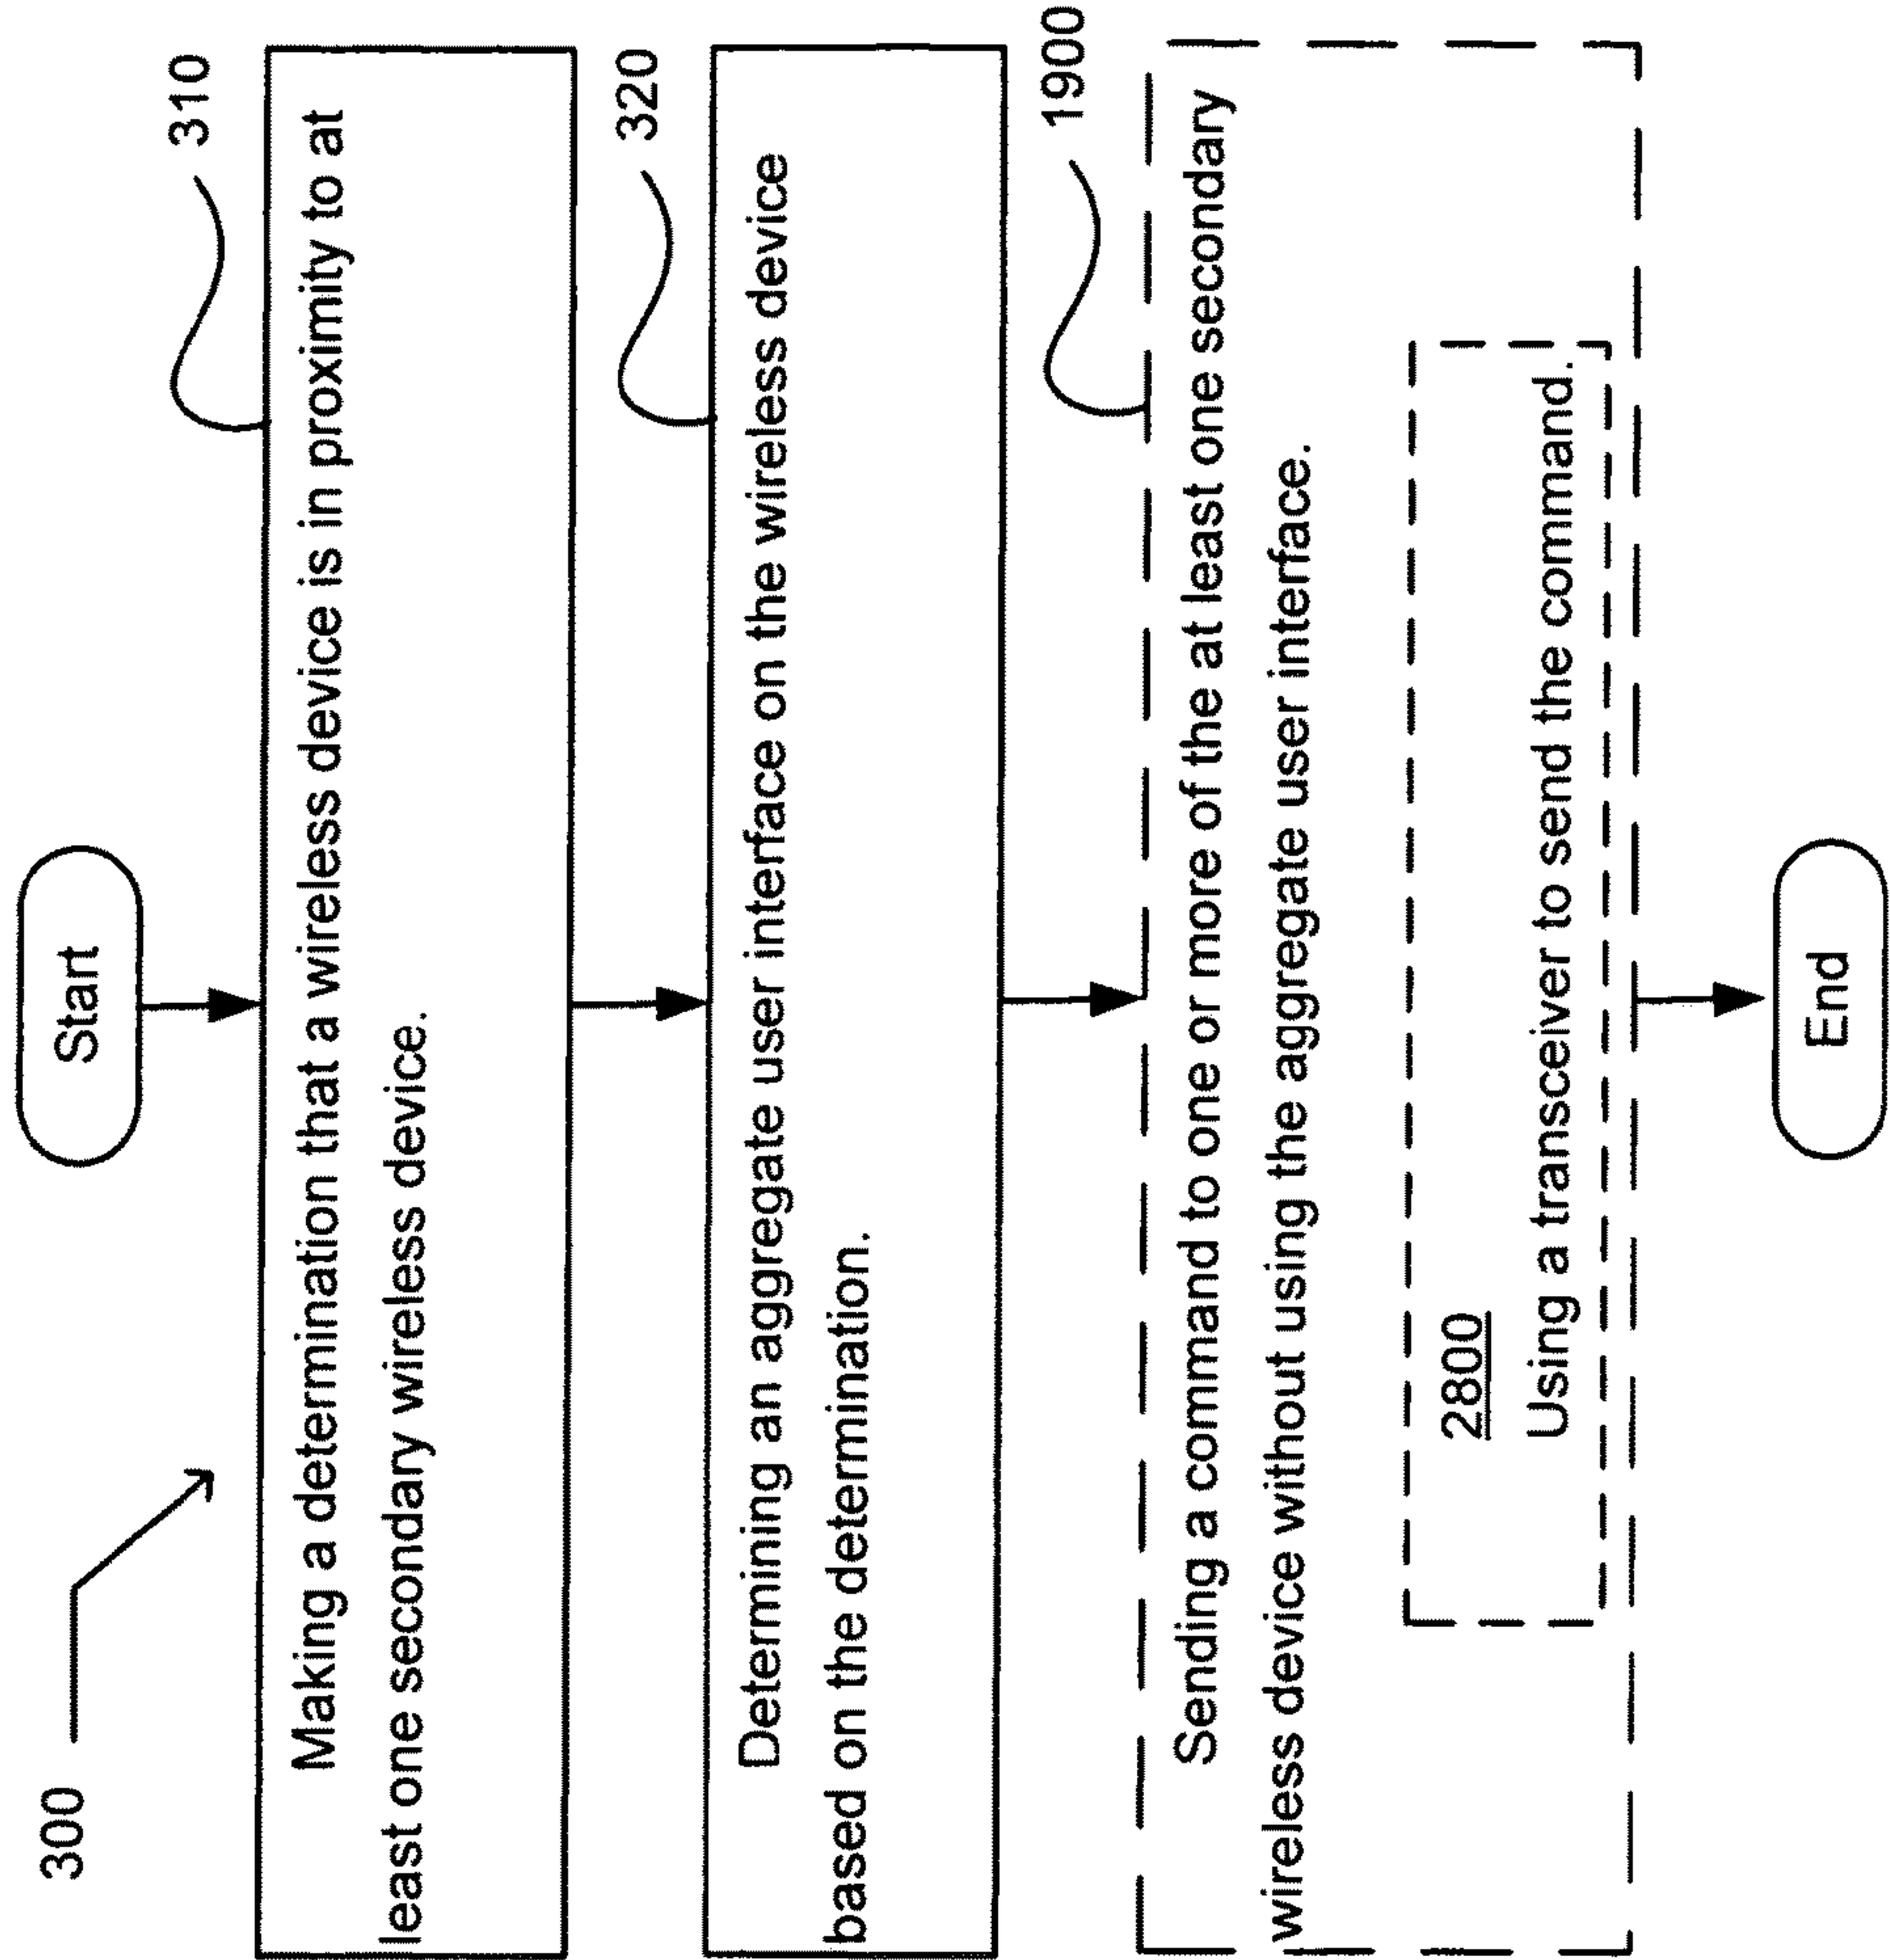 300
Start
310
Making a determination that a wireless device is in proximity to at
least one secondary wireless device.
320
Determining an aggregate user interface on the wireless device
based on the determination.
1900
Sending a command to one or more of the at least one secondary
wireless device without using the aggregate user interface.
2800
Using a transceiver to send the command.
End